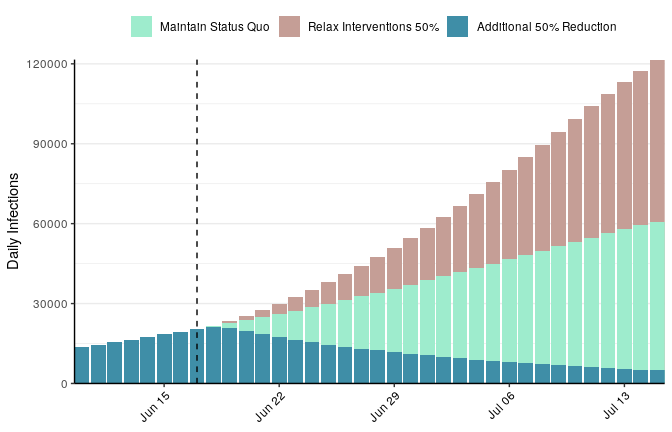 Maintain Status Quo Relax Interventions 50% Additional 50% Reduction
120000
90000
60000
30000
0
Daily Infections
Jun 15 Jun 22 Jun 29 Jul 06 Jul 13